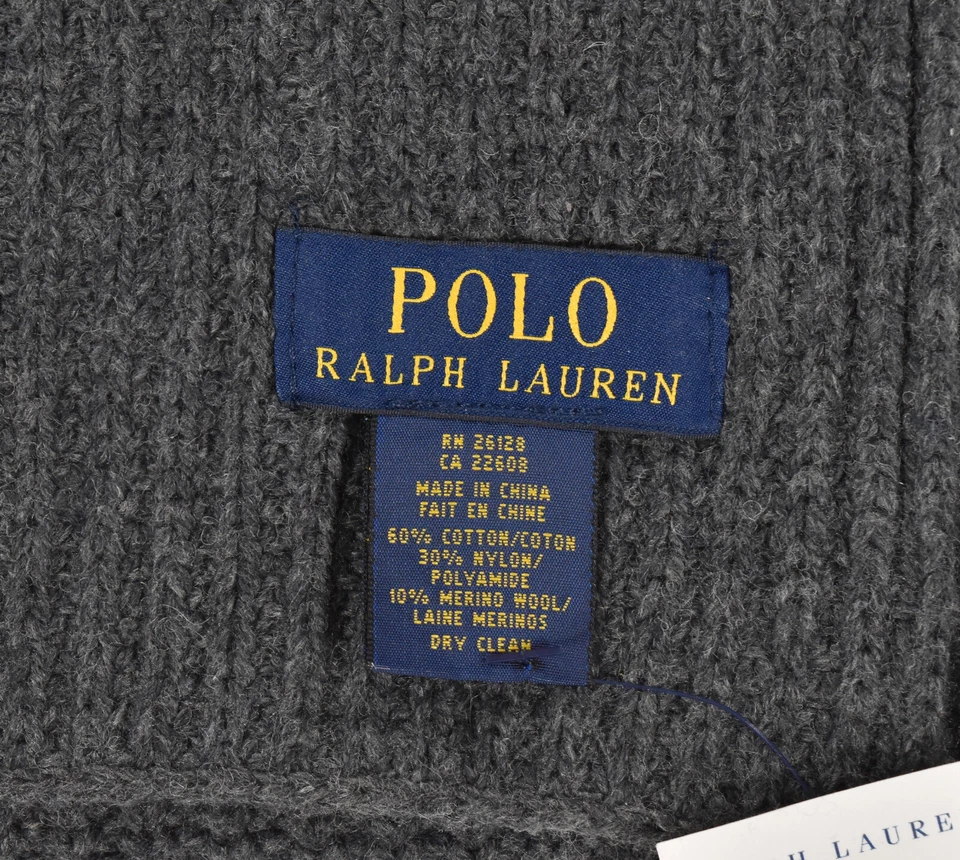 POLO
RALPH LAUREN
RN 26128
CA 22608
MADE IN CHINA
FAIT EN CHINE
60% COTTON/COTON
30% NYLON/
POLYAMIDE
10% MERINO WOOL/
LAINE MERINOS
DRY CLEAN
H LAURE